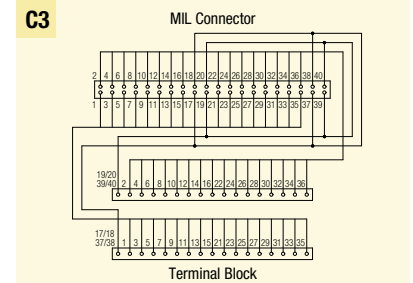 C3
MIL Connector
2 4 6 8 10 12 14 16 18 20 22 24 26 28 30 32 34 36 38 40
1 3 5 7 9 11 13 15 17 19 21 23 25 27 29 31 33 35 37 39
19/20
39/40 2 4 6 8 10 12 14 16 22 24 26 28 30 32 34 36
17/18
37/38 1 3 5 7 9 11 13 15 21 23 25 27 29 31 33 35
Terminal Block